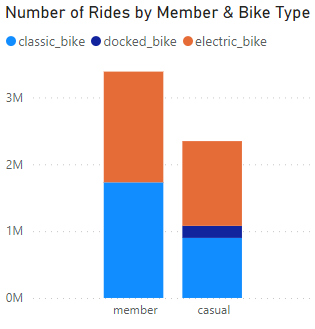 Number of Rides by Member & Bike Type
classic_bike docked_bike electric_bike
3M
2M
1M
0M
member casual